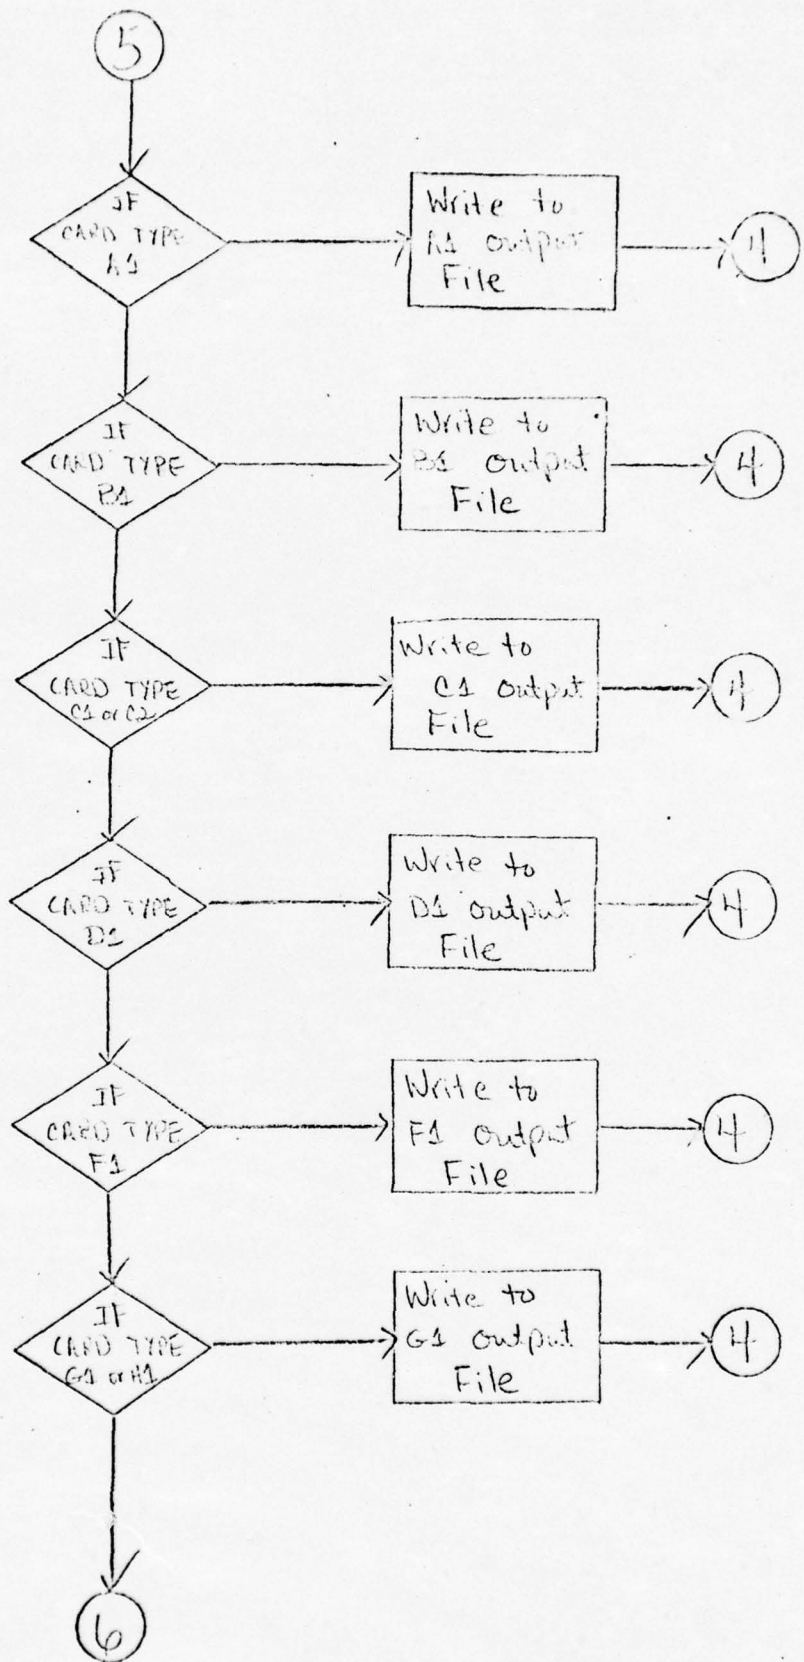 5
IF
CARD TYPE
A1
Write to
A1 output
File
4
IF
CARD TYPE
B1
Write to
B1 output
File
4
IF
CARD TYPE
C1 or C2
Write to
C1 output
File
4
IF
CARD TYPE
D1
Write to
D1 output
File
4
IF
CARD TYPE
F1
Write to
F1 output
File
4
IF
CARD TYPE
G1 or H1
Write to
G1 output
File
4
6